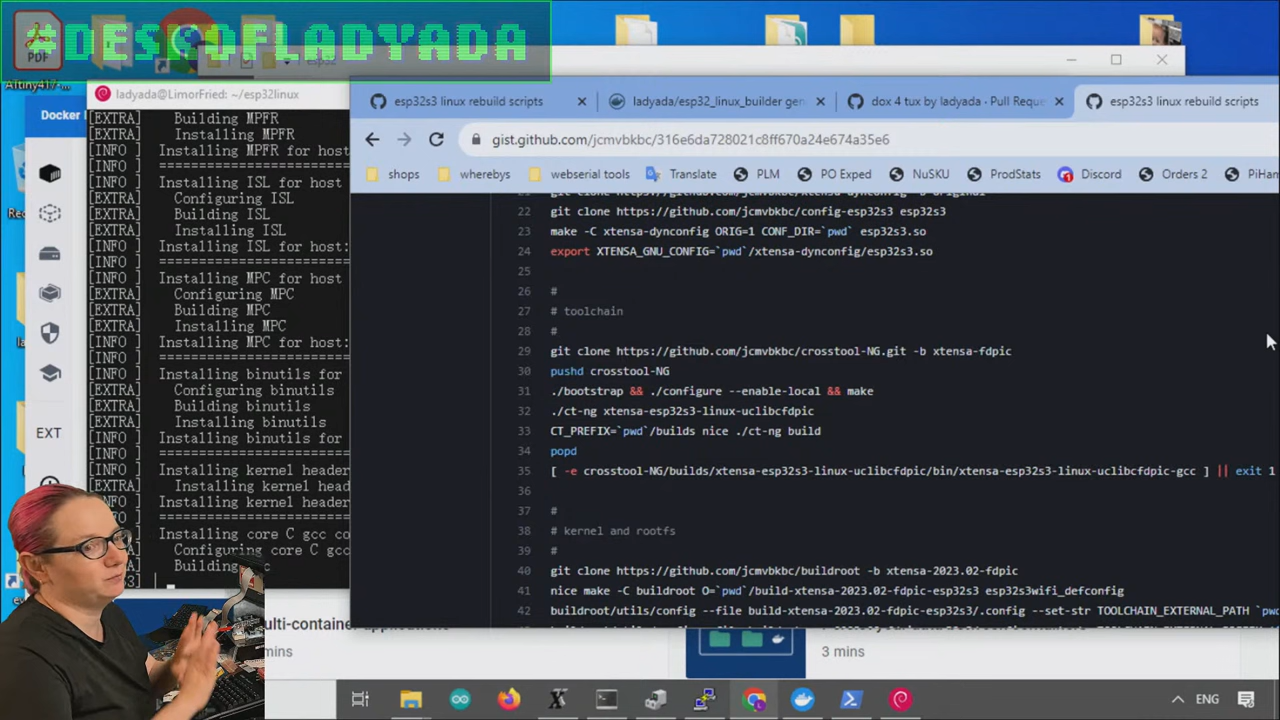 #DESKOFLADYADA
PDF
ATtiny417-...
esp32
Docker
ladyada@LimorFried: ~/esp32linux
[EXTRA]    Building MPFR
[EXTRA]    Installing MPFR
[INFO ]  Installing MPFR for host
[INFO ]  =================================
[INFO ]  Installing ISL for host
[EXTRA]    Configuring ISL
[EXTRA]    Building ISL
[EXTRA]    Installing ISL
[INFO ]  Installing ISL for host:
[INFO ]  =================================
[INFO ]  Installing MPC for host
[EXTRA]    Configuring MPC
[EXTRA]    Building MPC
[EXTRA]    Installing MPC
[INFO ]  Installing MPC for host:
[INFO ]  =================================
[INFO ]  Installing binutils for
[EXTRA]    Configuring binutils
[EXTRA]    Building binutils
[EXTRA]    Installing binutils
[INFO ]  Installing binutils for
[INFO ]  =================================
[INFO ]  Installing kernel header
[EXTRA]    Installing kernel head
[INFO ]  Installing kernel header
=================================
Installing core C gcc co
Configuring core C gcc
Building
EXT
esp32s3 linux rebuild scripts
ladyada/esp32_linux_builder gen
dox 4 tux by ladyada · Pull Reque
esp32s3 linux rebuild scripts
gist.github.com/jcmvbkbc/316e6da728021c8ff670a24e674a35e6
shops
wherebys
webserial tools
Translate
PLM
PO Exped
NuSKU
ProdStats
Discord
Orders 2
PiHa
22 git clone https://github.com/jcmvbkbc/config-esp32s3 esp32s3
23 make -C xtensa-dynconfig ORIG=1 CONF_DIR=`pwd` esp32s3.so
24 export XTENSA_GNU_CONFIG=`pwd`/xtensa-dynconfig/esp32s3.so
25
26 #
27 # toolchain
28 #
29 git clone https://github.com/jcmvbkbc/crosstool-NG.git -b xtensa-fdpic
30 pushd crosstool-NG
31 ./bootstrap && ./configure --enable-local && make
32 ./ct-ng xtensa-esp32s3-linux-uclibcfdpic
33 CT_PREFIX=`pwd`/builds nice ./ct-ng build
34 popd
35 [ -e crosstool-NG/builds/xtensa-esp32s3-linux-uclibcfdpic/bin/xtensa-esp32s3-linux-uclibcfdpic-gcc ] || exit 1
36
37 #
38 # kernel and rootfs
39 #
40 git clone https://github.com/jcmvbkbc/buildroot -b xtensa-2023.02-fdpic
41 nice make -C buildroot O=`pwd`/build-xtensa-2023.02-fdpic-esp32s3 esp32s3wifi_defconfig
42 buildroot/utils/config --file build-xtensa-2023.02-fdpic-esp32s3/.config --set-str TOOLCHAIN_EXTERNAL_PATH `pwd
ulti-container applications
mins
3 mins
ENG